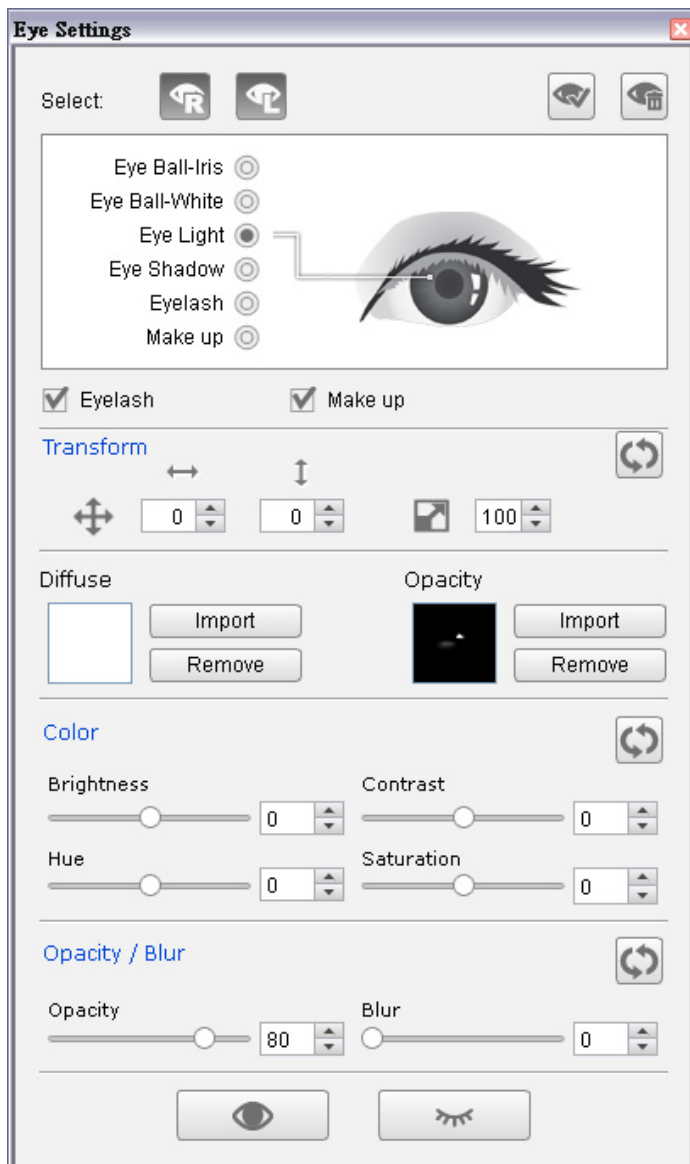 Eye Settings
Select:
R
L
Eye Ball-Iris
Eye Ball-White
Eye Light
Eye Shadow
Eyelash
Make up
Eyelash Make up
Transform
0 0 100
Diffuse Opacity
Import Import
Remove Remove
Color
Brightness Contrast
0 0
Hue Saturation
0 0
Opacity / Blur
Opacity Blur
80 0